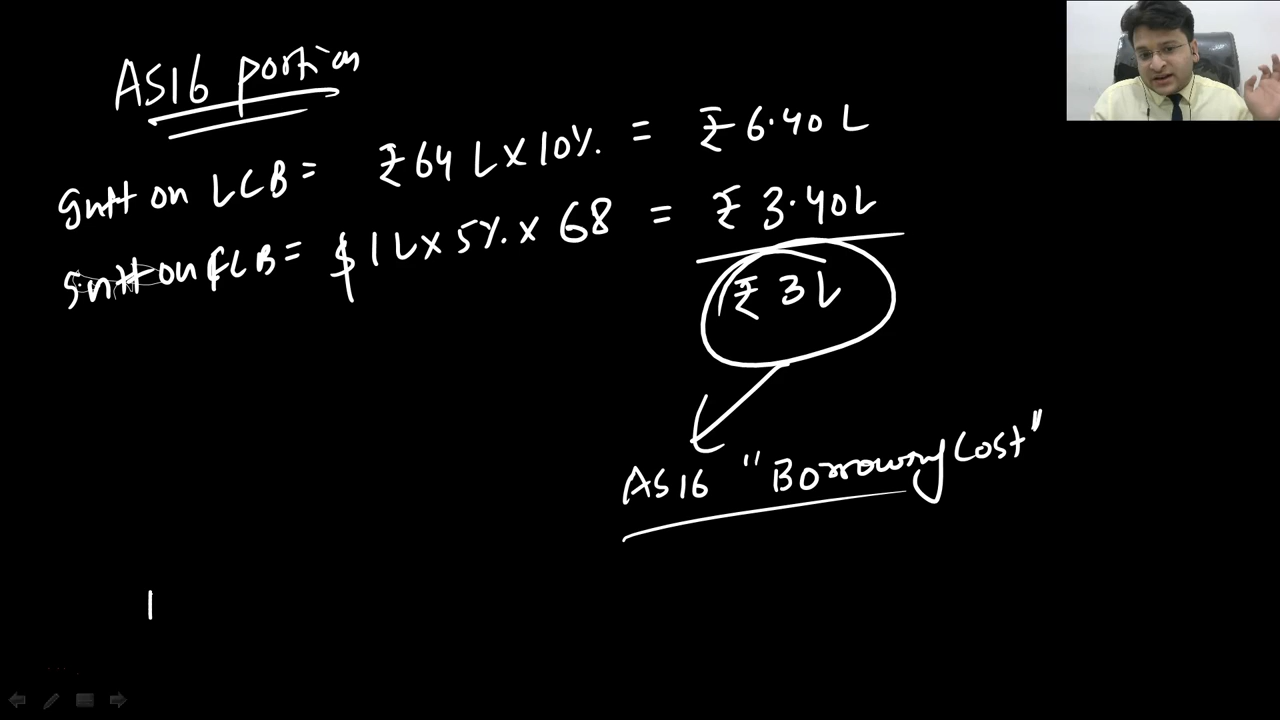 AS16 portion
Intt on LCB = ₹ 64 L x 10% = ₹ 6.40 L
Intt on FCB = $ 1 L x 5% x 68 = ₹ 3.40 L
₹ 3 L
AS16 "Borrowing Cost"